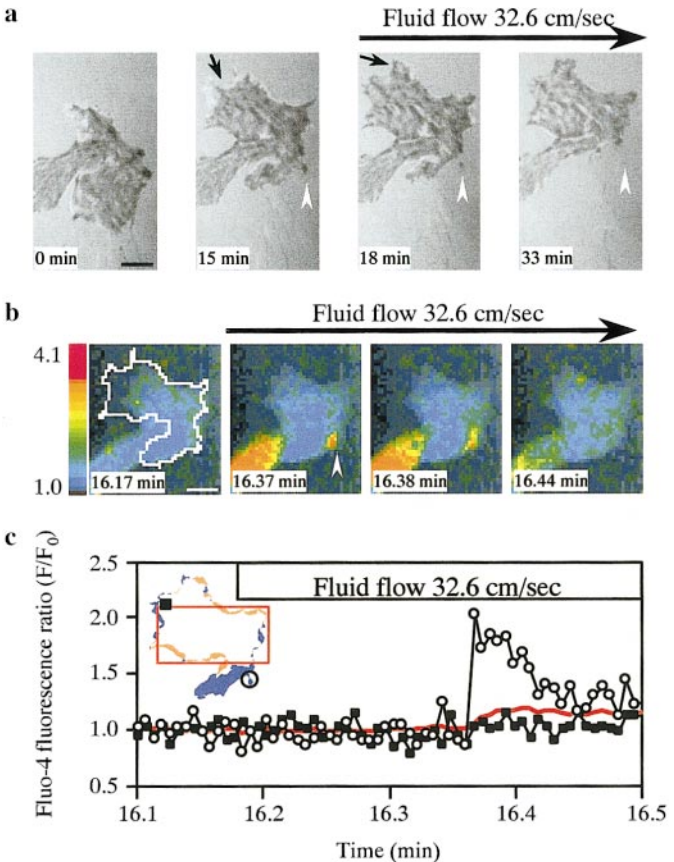 a
Fluid flow 32.6 cm/sec
0 min
15 min
18 min
33 min
b
Fluid flow 32.6 cm/sec
4.1
1.0
16.17 min
16.37 min
16.38 min
16.44 min
c
Fluo-4 fluorescence ratio (F/F0)
2.5
2.0
1.5
1.0
0.5
Fluid flow 32.6 cm/sec
16.1
16.2
16.3
16.4
16.5
Time (min)